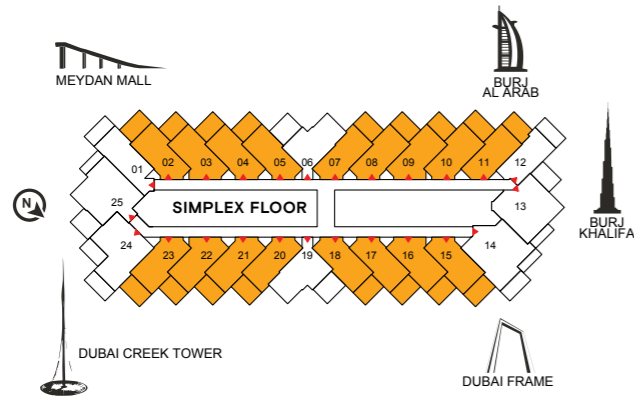 MEYDAN MALL
BURJ
AL ARAB
01 02 03 04 05 06 07 08 09 10 11 12
25
SIMPLEX FLOOR
13
N
BURJ
KHALIFA
24 23 22 21 20 19 18 17 16 15 14
DUBAI CREEK TOWER
DUBAI FRAME